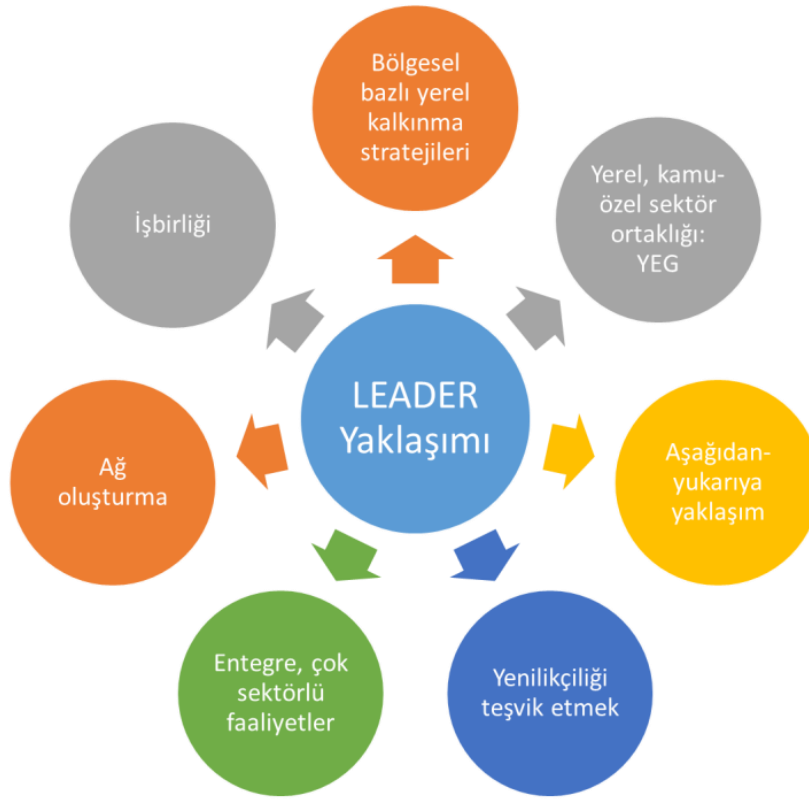 Bölgesel
bazlı yerel
kalkınma
stratejileri
Yerel, kamu-
özel sektör
ortaklığı:
YEG
İşbirliği
LEADER
Yaklaşımı
Aşağıdan-
yukarıya
yaklaşım
Ağ
oluşturma
Yenilikçiliği
teşvik etmek
Entegre, çok
sektörlü
faaliyetler